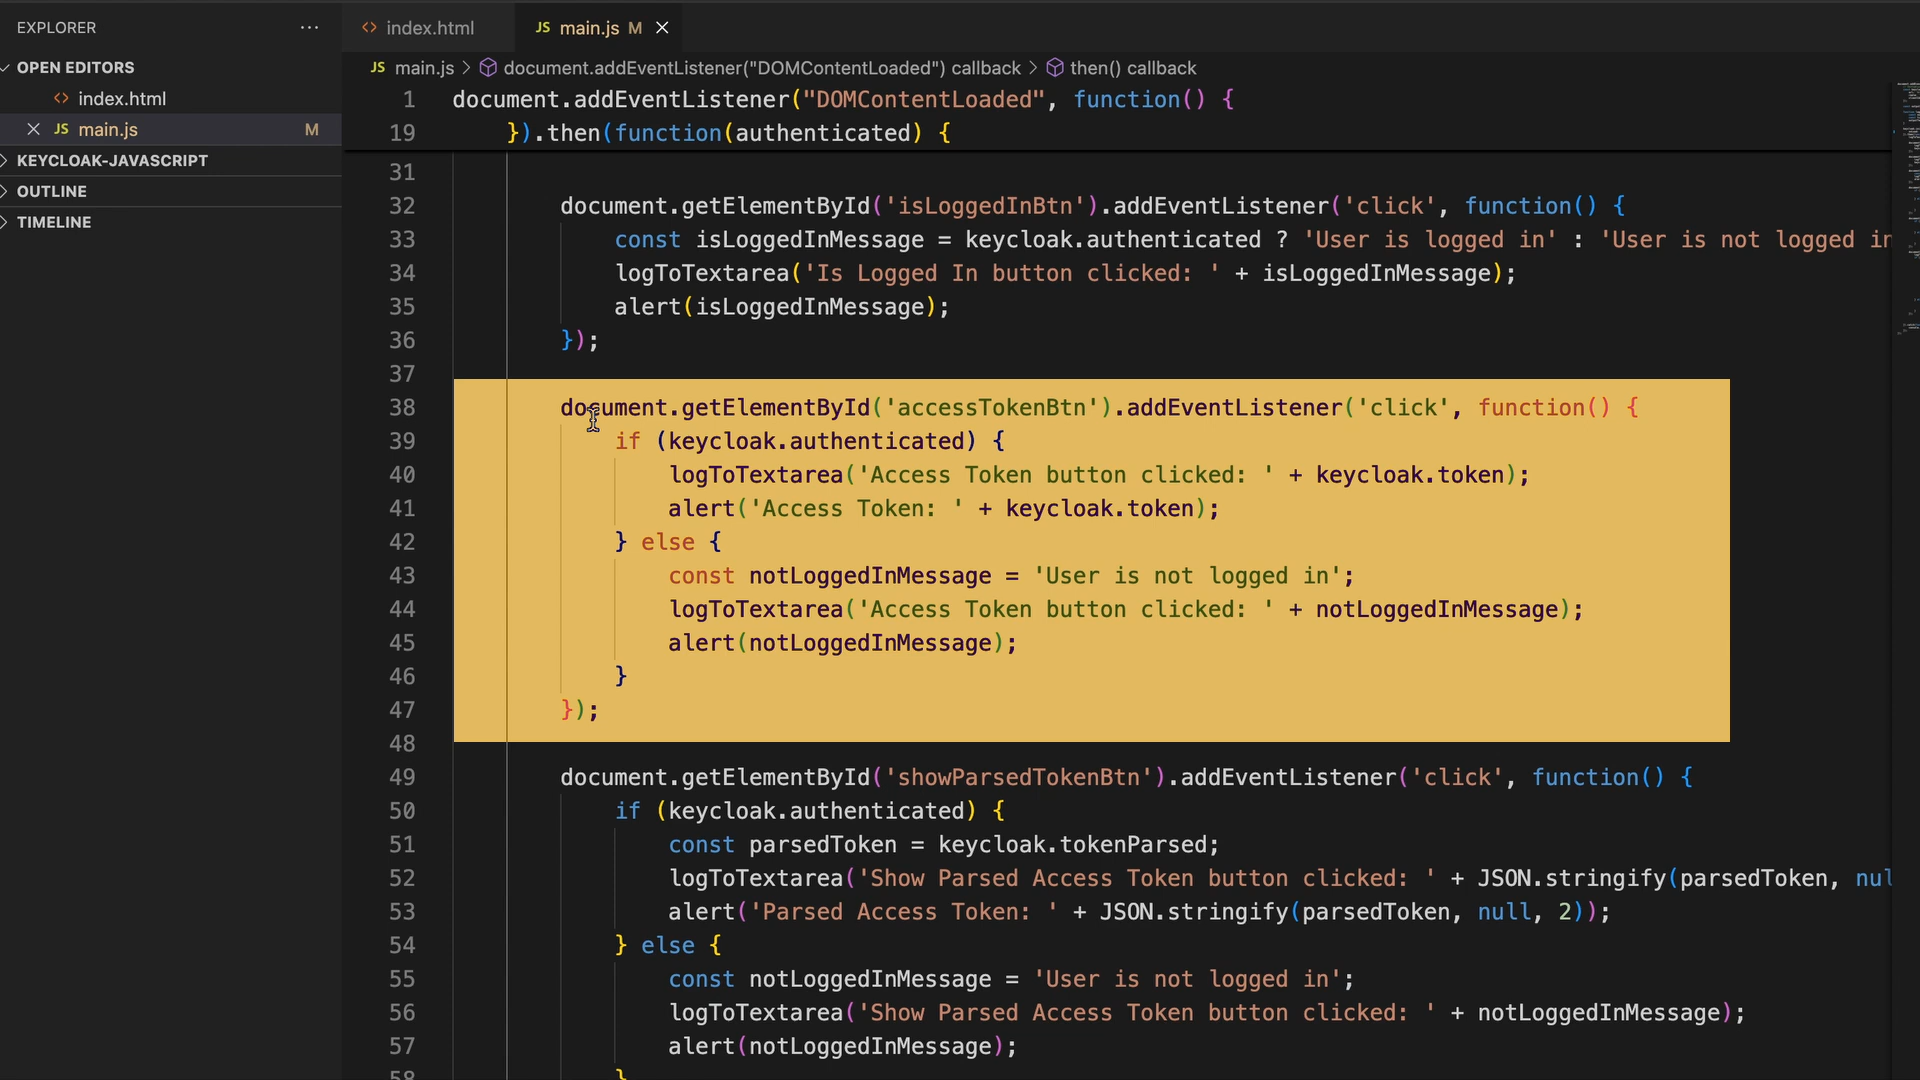 EXPLORER
···
OPEN EDITORS
<> index.html
JS main.js M
KEYCLOAK-JAVASCRIPT
OUTLINE
TIMELINE
<> index.html
JS main.js M
JS main.js > document.addEventListener("DOMContentLoaded") callback > then() callback
1 document.addEventListener("DOMContentLoaded", function() {
19 }).then(function(authenticated) {
31
32 document.getElementById('isLoggedInBtn').addEventListener('click', function() {
33 const isLoggedInMessage = keycloak.authenticated ? 'User is logged in' : 'User is not logged in
34 logToTextarea('Is Logged In button clicked: ' + isLoggedInMessage);
35 alert(isLoggedInMessage);
36 });
37
38 document.getElementById('accessTokenBtn').addEventListener('click', function() {
39 if (keycloak.authenticated) {
40 logToTextarea('Access Token button clicked: ' + keycloak.token);
41 alert('Access Token: ' + keycloak.token);
42 } else {
43 const notLoggedInMessage = 'User is not logged in';
44 logToTextarea('Access Token button clicked: ' + notLoggedInMessage);
45 alert(notLoggedInMessage);
46 }
47 });
48
49 document.getElementById('showParsedTokenBtn').addEventListener('click', function() {
50 if (keycloak.authenticated) {
51 const parsedToken = keycloak.tokenParsed;
52 logToTextarea('Show Parsed Access Token button clicked: ' + JSON.stringify(parsedToken, nul
53 alert('Parsed Access Token: ' + JSON.stringify(parsedToken, null, 2));
54 } else {
55 const notLoggedInMessage = 'User is not logged in';
56 logToTextarea('Show Parsed Access Token button clicked: ' + notLoggedInMessage);
57 alert(notLoggedInMessage);
58 }